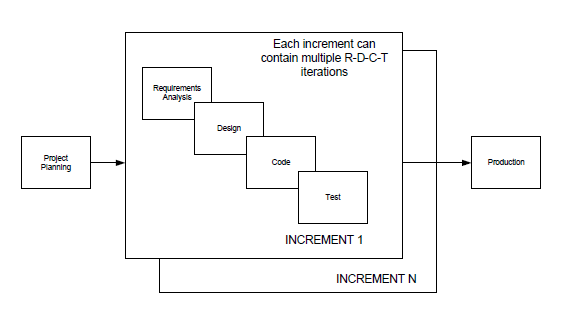 Each increment can
contain multiple R-D-C-T
iterations
Requirements
Analysis
Design
Project
Planning
Code
Production
Test
INCREMENT 1
INCREMENT N